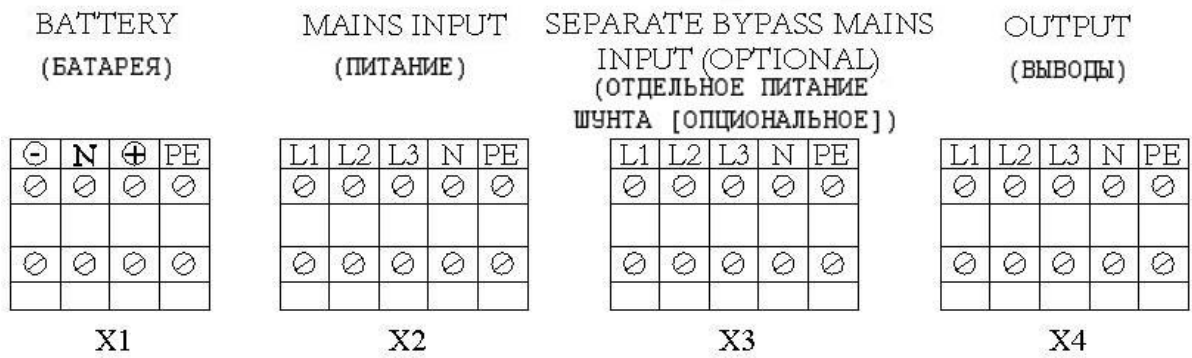 BATTERY
(БАТАРЕЯ)
MAINS INPUT
(ПИТАНИЕ)
SEPARATE BYPASS MAINS
INPUT (OPTIONAL)
(ОТДЕЛЬНОЕ ПИТАНИЕ
ШУНТА [ОПЦИОНАЛЬНОЕ])
OUTPUT
(ВЫВОДЫ)
- N + PE
L1 L2 L3 N PE
L1 L2 L3 N PE
L1 L2 L3 N PE
X1
X2
X3
X4